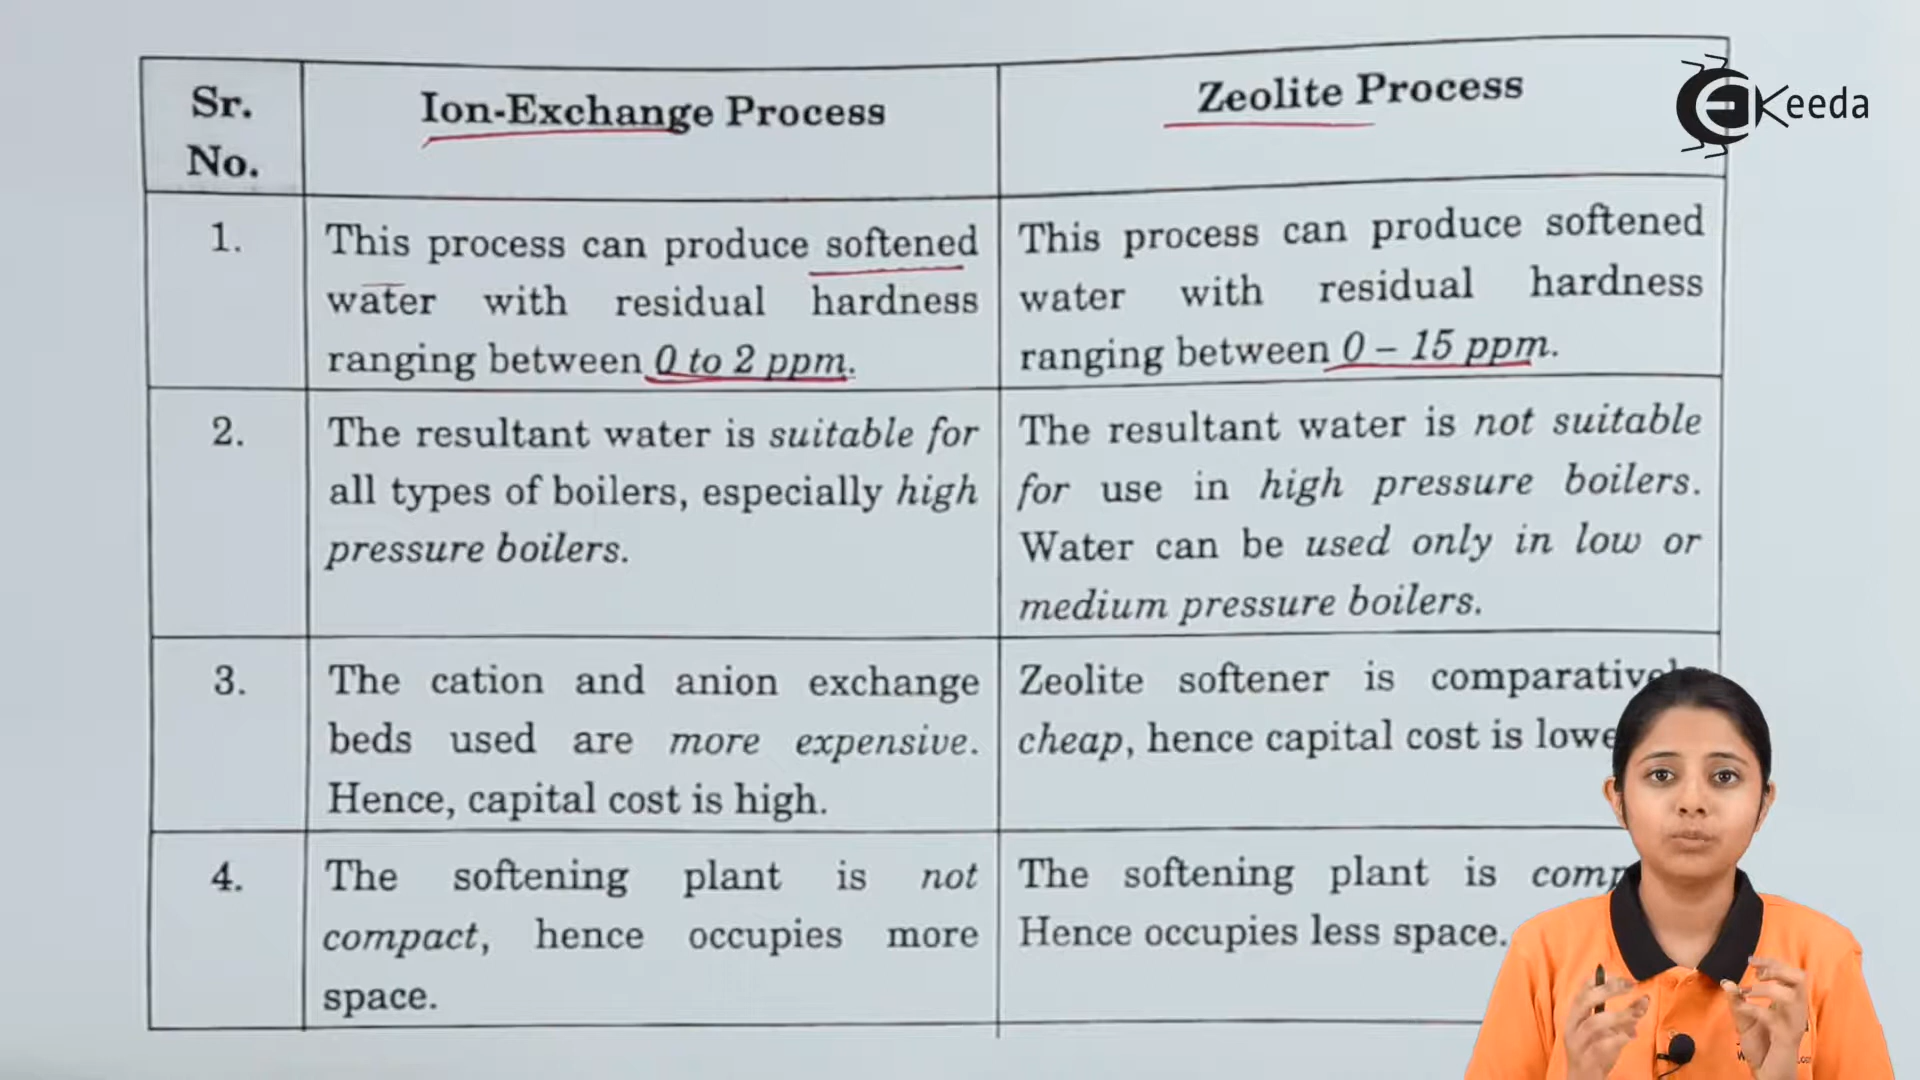 Sr.
No.
Ion-Exchange Process
Zeolite Process
Keeda
1.
This process can produce softened
water with residual hardness
ranging between 0 to 2 ppm.
This process can produce softened
water with residual hardness
ranging between 0 – 15 ppm.
2.
The resultant water is suitable for
all types of boilers, especially high
pressure boilers.
The resultant water is not suitable
for use in high pressure boilers.
Water can be used only in low or
medium pressure boilers.
3.
The cation and anion exchange
beds used are more expensive.
Hence, capital cost is high.
Zeolite softener is
cheap, hence capital cost is
4.
The softening plant is not
compact, hence occupies more
space.
The softening plant is
Hence occupies less space.